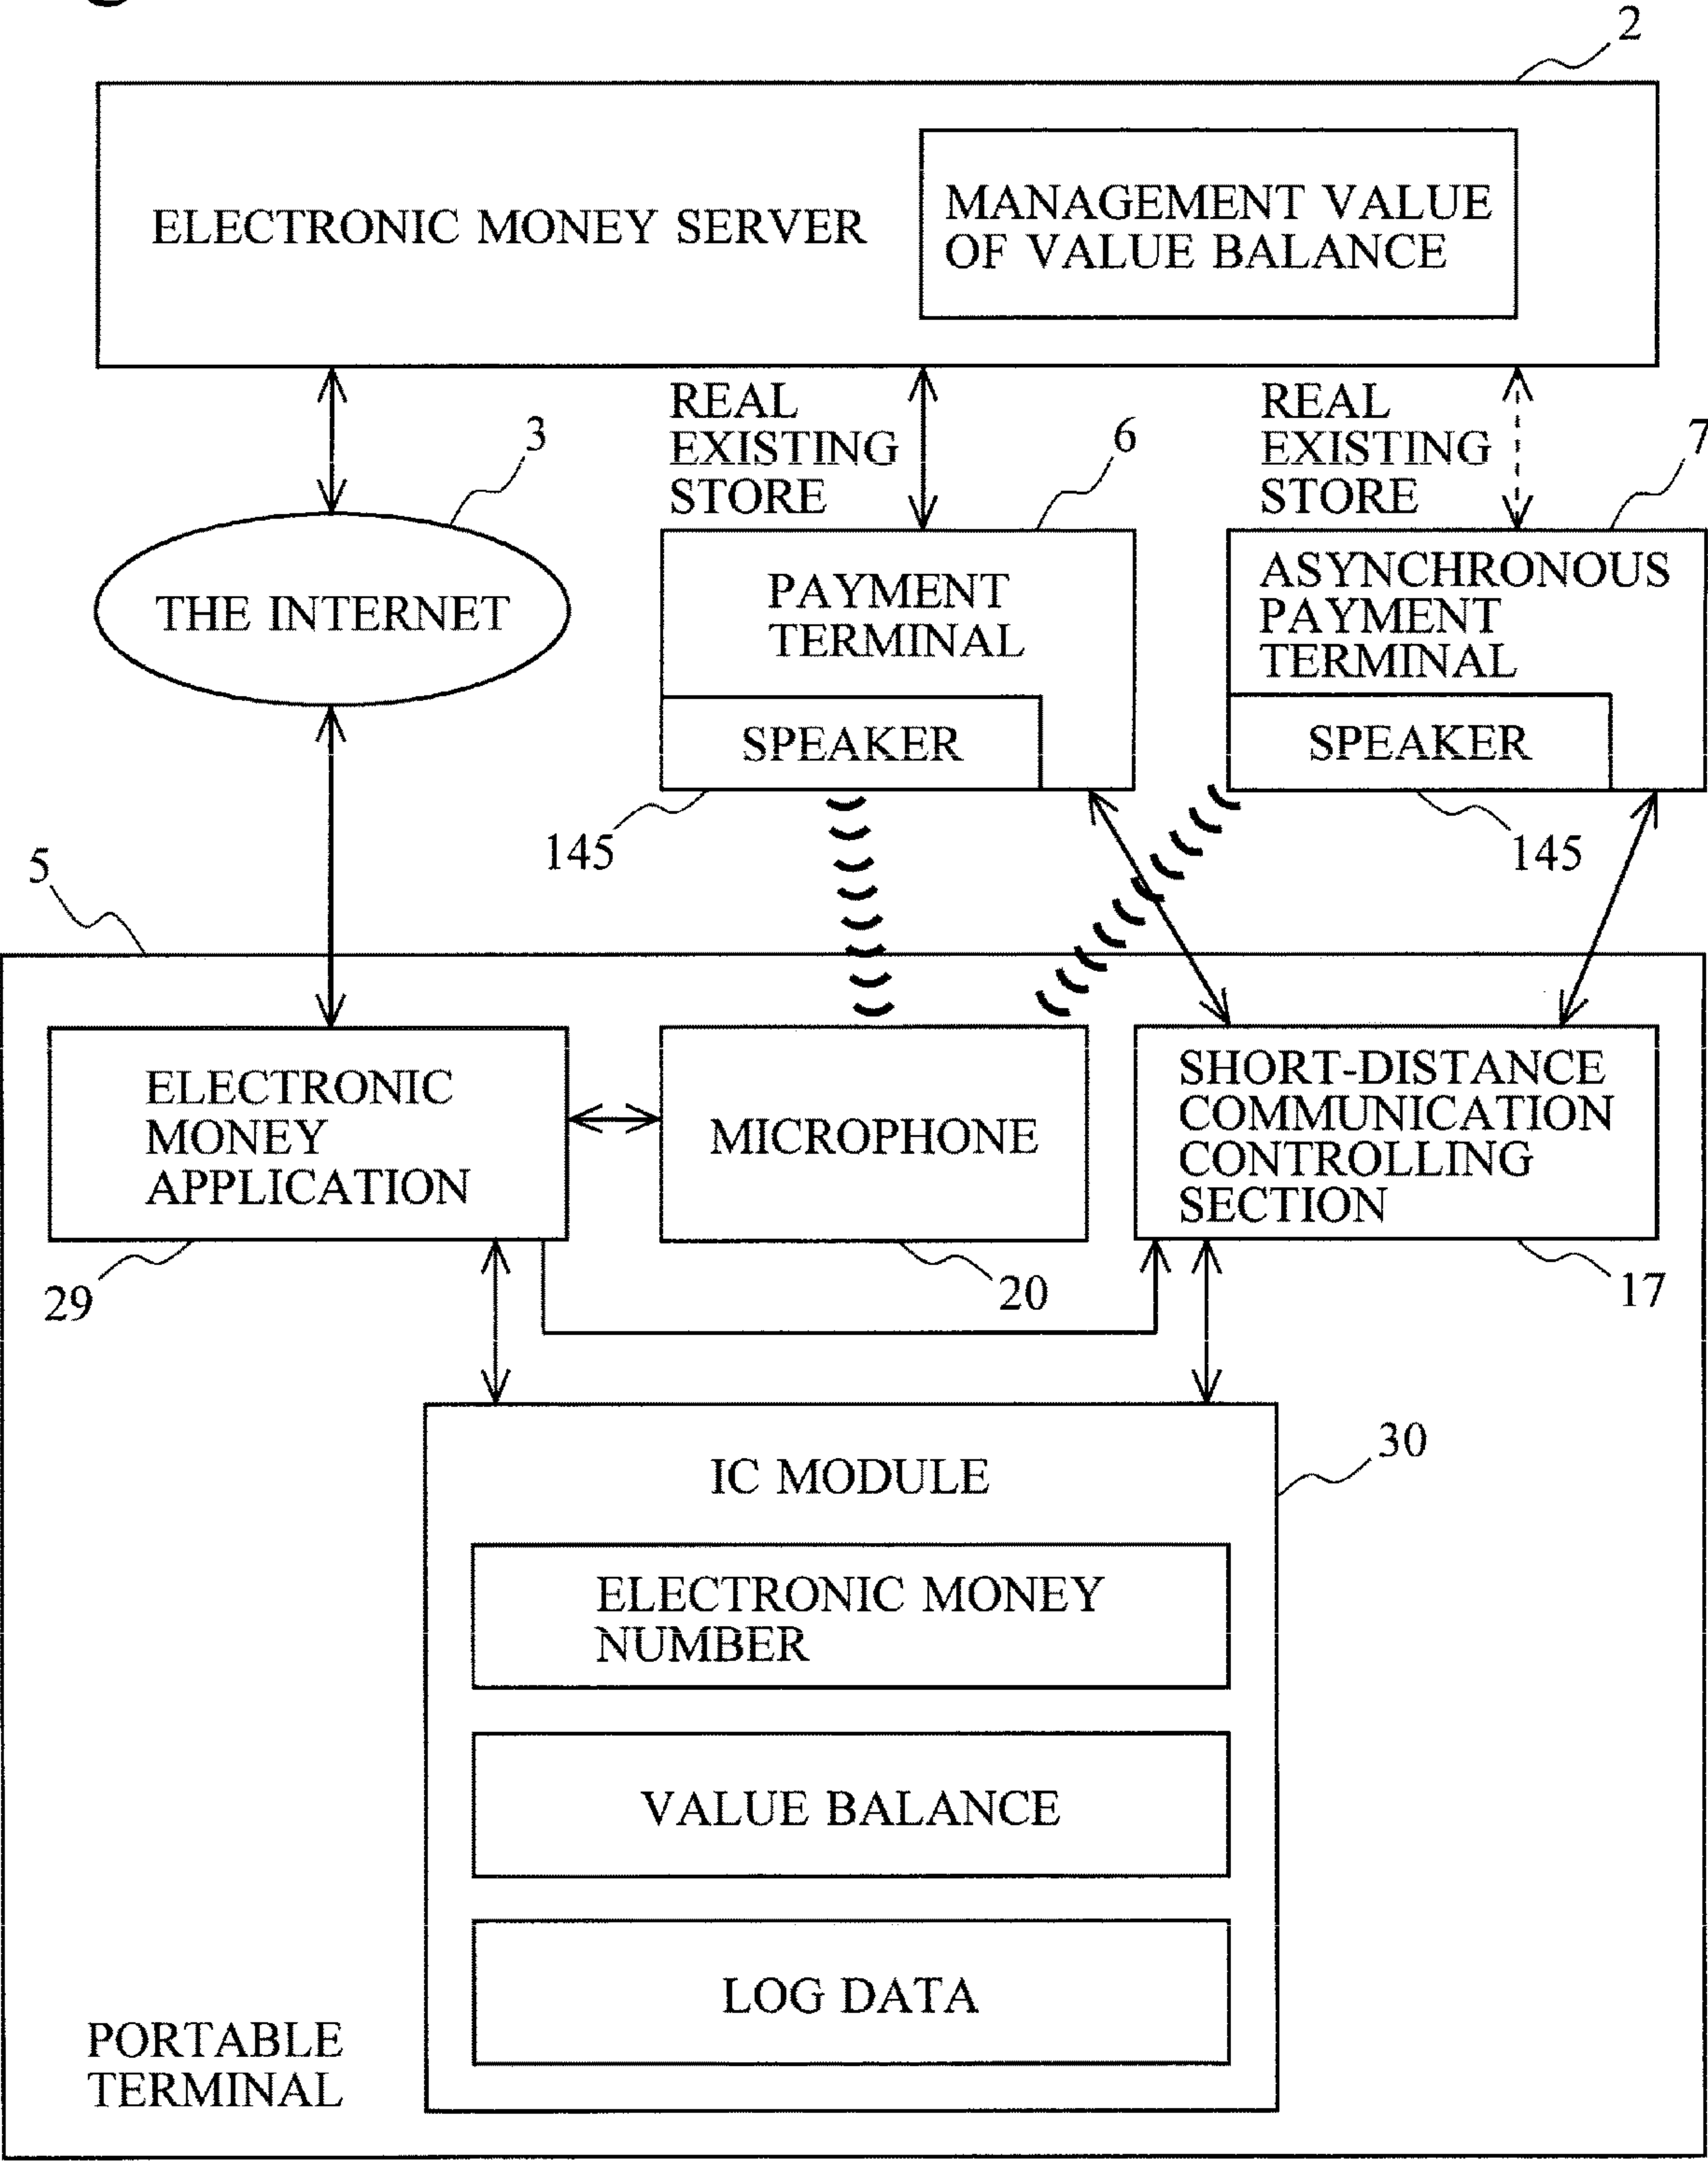 2
ELECTRONIC MONEY SERVER
MANAGEMENT VALUE
OF VALUE BALANCE
REAL
EXISTING
STORE
REAL
EXISTING
STORE
3
6
7
THE INTERNET
PAYMENT
TERMINAL
SPEAKER
ASYNCHRONOUS
PAYMENT
TERMINAL
SPEAKER
145
145
5
ELECTRONIC
MONEY
APPLICATION
MICROPHONE
SHORT-DISTANCE
COMMUNICATION
CONTROLLING
SECTION
29
20
17
30
IC MODULE
ELECTRONIC MONEY
NUMBER
VALUE BALANCE
LOG DATA
PORTABLE
TERMINAL